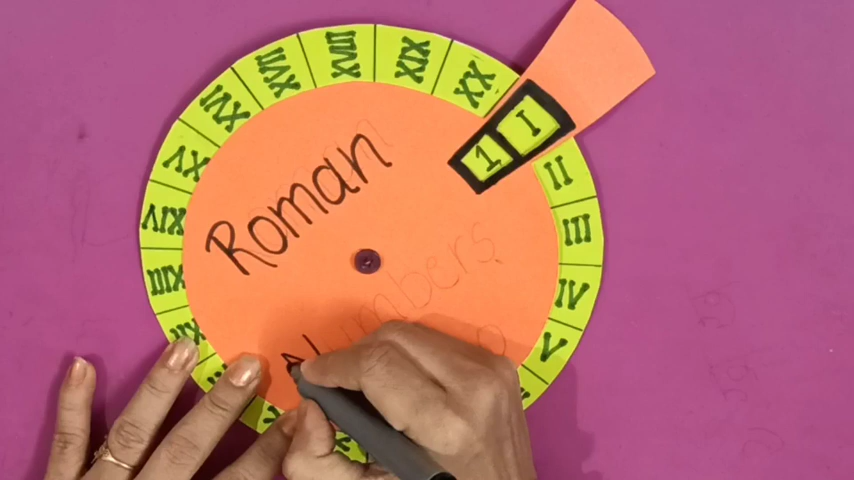 Roman
Numbers
1 I
II
III
IV
V
XIII
XIV
XV
XVI
XVII
XVIII
XIX
XX